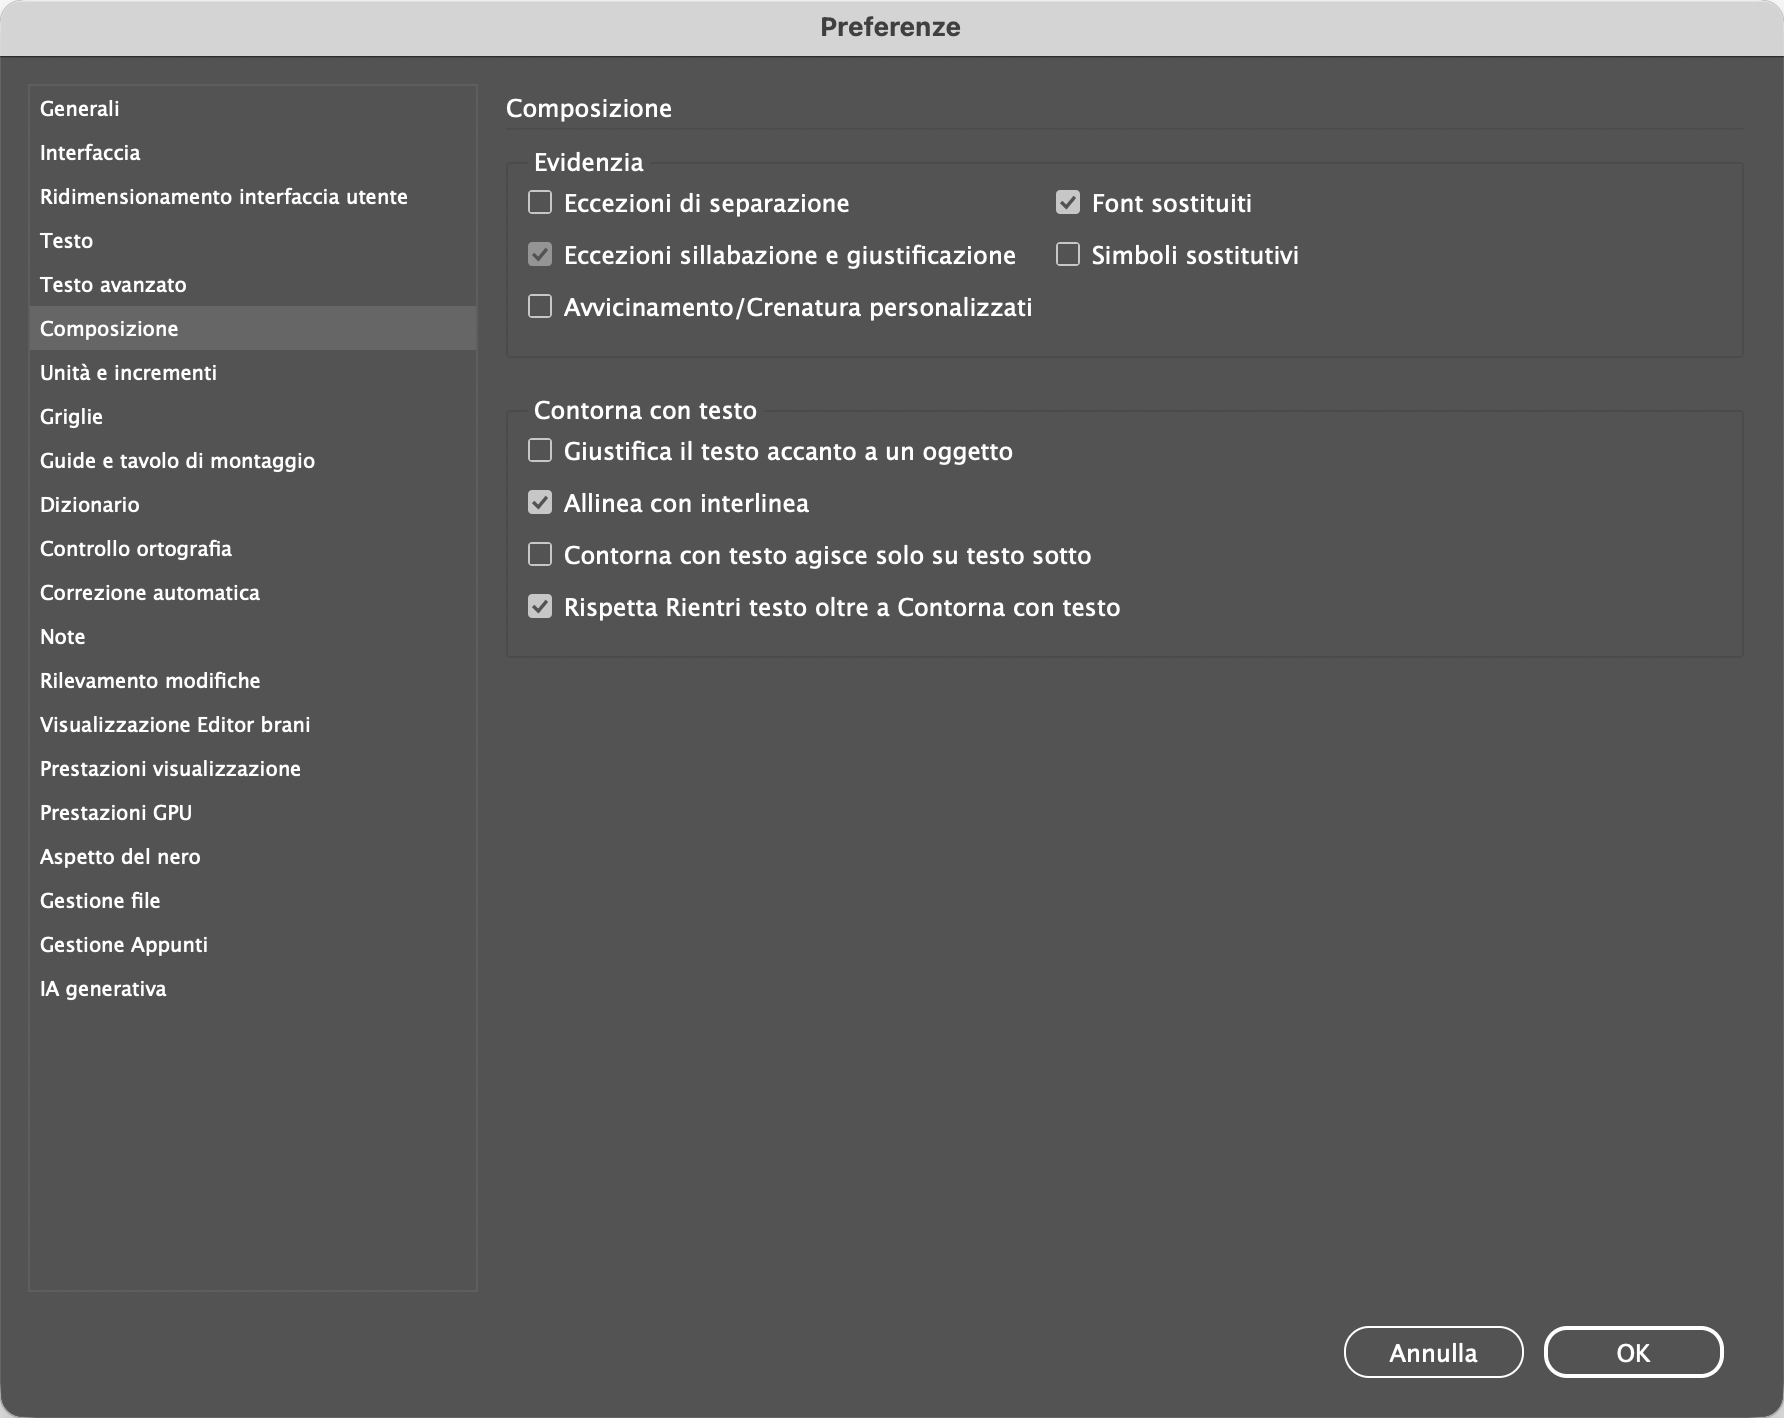 Preferenze
Generali
Interfaccia
Ridimensionamento interfaccia utente
Testo
Testo avanzato
Composizione
Unità e incrementi
Griglie
Guide e tavolo di montaggio
Dizionario
Controllo ortografia
Correzione automatica
Note
Rilevamento modifiche
Visualizzazione Editor brani
Prestazioni visualizzazione
Prestazioni GPU
Aspetto del nero
Gestione file
Gestione Appunti
IA generativa
Composizione
Evidenzia
Eccezioni di separazione
Font sostituiti
Eccezioni sillabazione e giustificazione
Simboli sostitutivi
Avvicinamento/Crenatura personalizzati
Contorna con testo
Giustifica il testo accanto a un oggetto
Allinea con interlinea
Contorna con testo agisce solo su testo sotto
Rispetta Rientri testo oltre a Contorna con testo
Annulla
OK